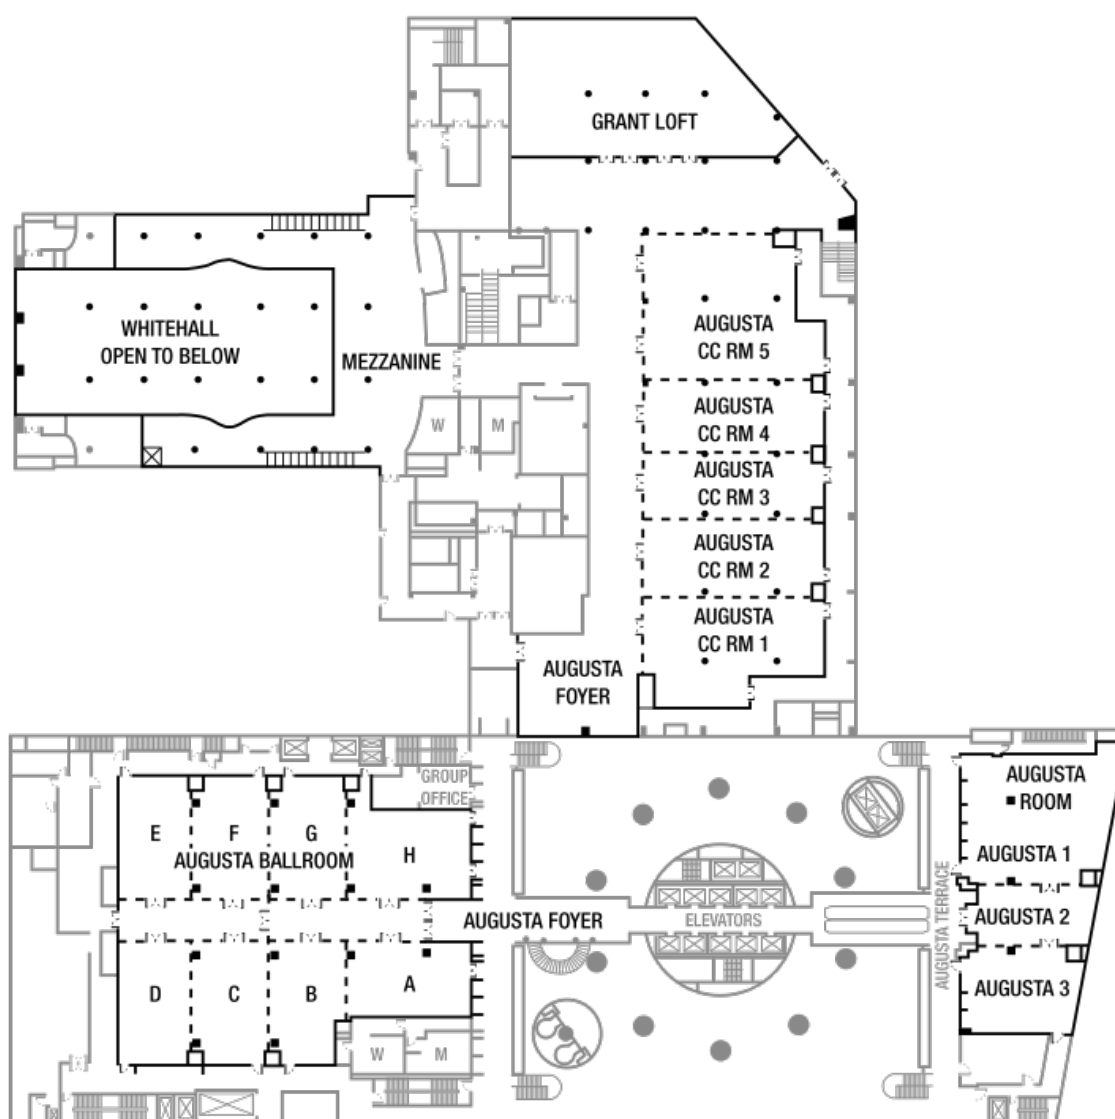 GRANT LOFT
WHITEHALL
OPEN TO BELOW
MEZZANINE
AUGUSTA
CC RM 5
W
M
AUGUSTA
CC RM 4
AUGUSTA
CC RM 3
AUGUSTA
CC RM 2
AUGUSTA
CC RM 1
AUGUSTA
FOYER
GROUP
OFFICE
AUGUSTA
ROOM
E
F
G
H
AUGUSTA BALLROOM
AUGUSTA 1
AUGUSTA FOYER
ELEVATORS
AUGUSTA TERRACE
AUGUSTA 2
D
C
B
A
AUGUSTA 3
W
M